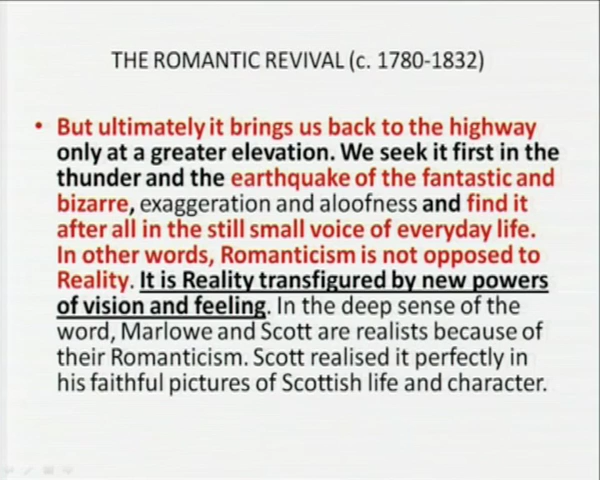 THE ROMANTIC REVIVAL (c. 1780-1832)
• But ultimately it brings us back to the highway
only at a greater elevation. We seek it first in the
thunder and the earthquake of the fantastic and
bizarre, exaggeration and aloofness and find it
after all in the still small voice of everyday life.
In other words, Romanticism is not opposed to
Reality. It is Reality transfigured by new powers
of vision and feeling. In the deep sense of the
word, Marlowe and Scott are realists because of
their Romanticism. Scott realised it perfectly in
his faithful pictures of Scottish life and character.